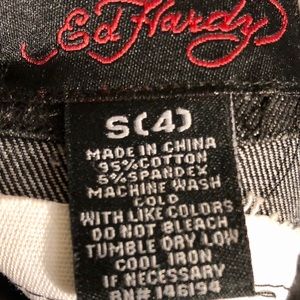 Ed Hardy
S(4)
MADE IN CHINA
95%COTTON
5%SPANDEX
MACHINE WASH
COLD
WITH LIKE COLORS
DO NOT BLEACH
TUMBLE DRY LOW
COOL IRON
IF NECESSARY
RN# 146194